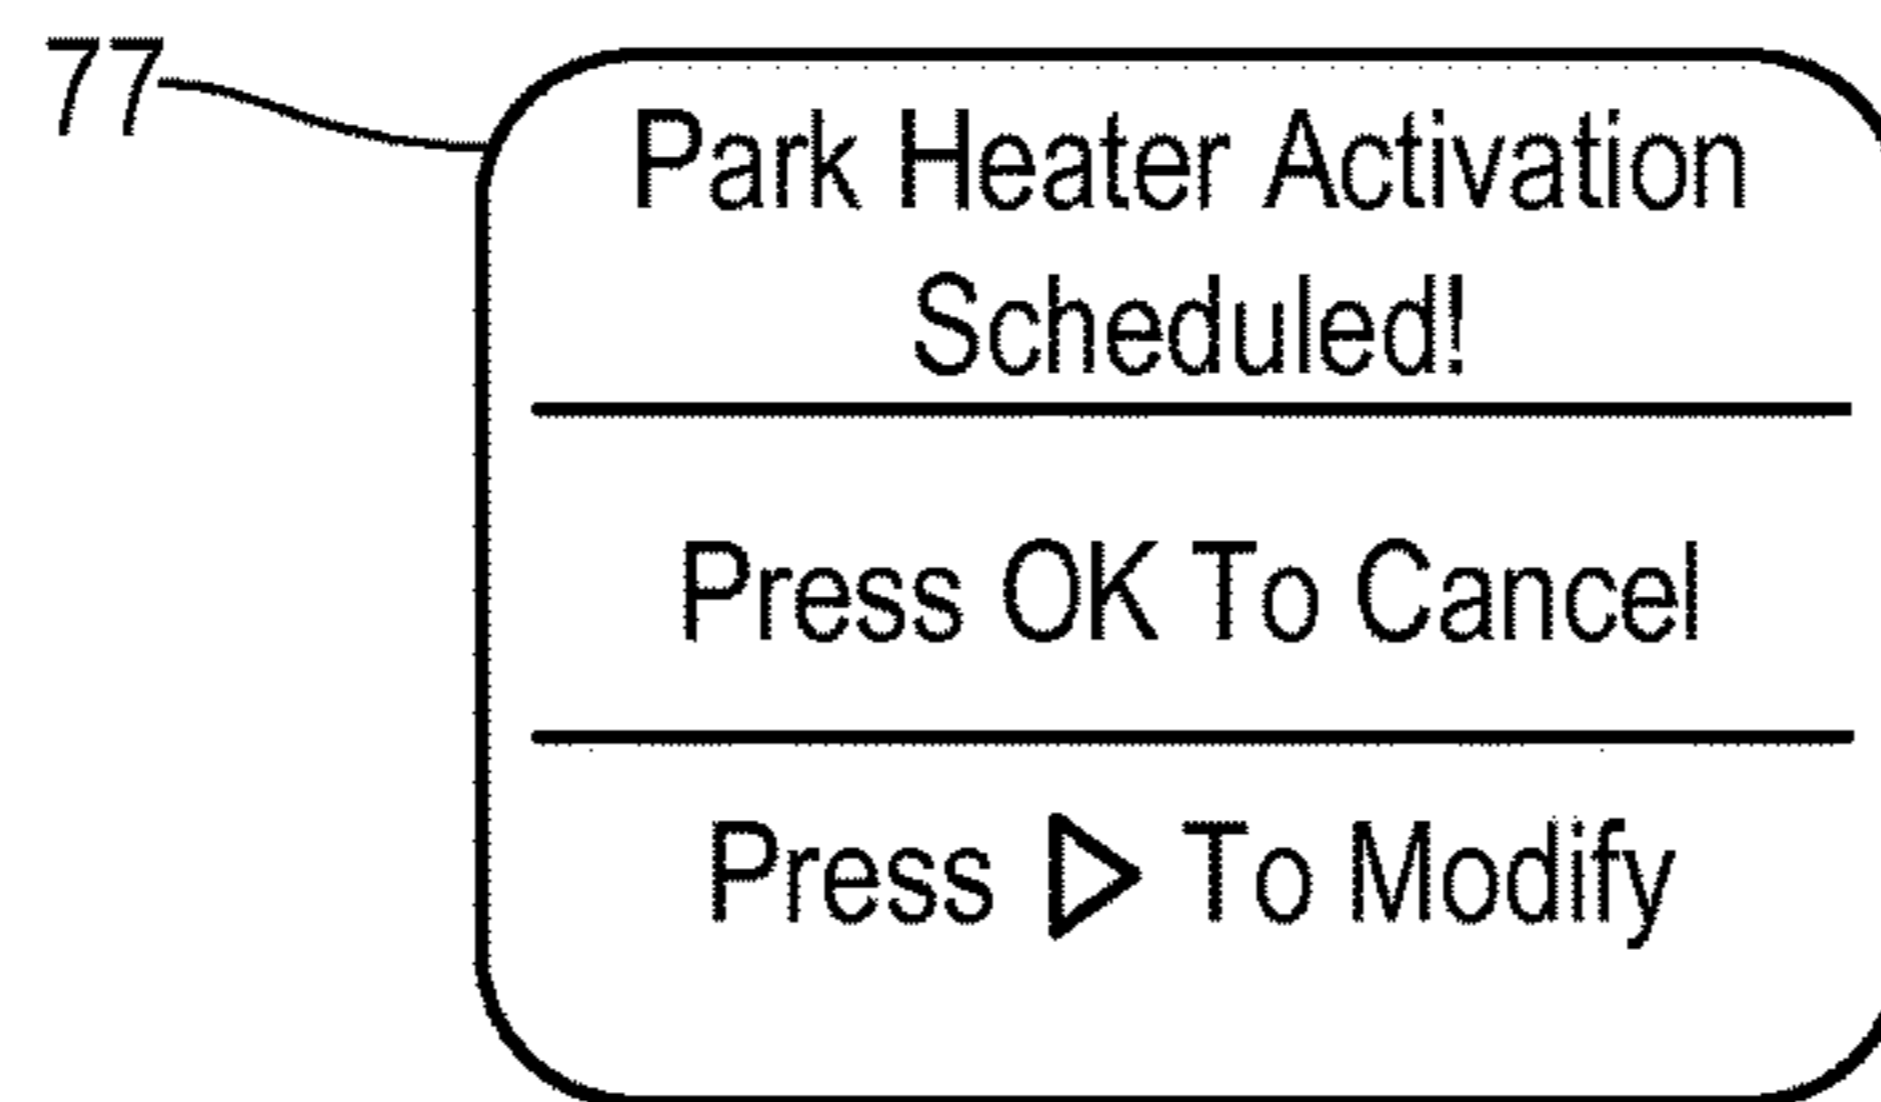 77
Park Heater Activation
Scheduled!
Press OK To Cancel
Press ▷ To Modify